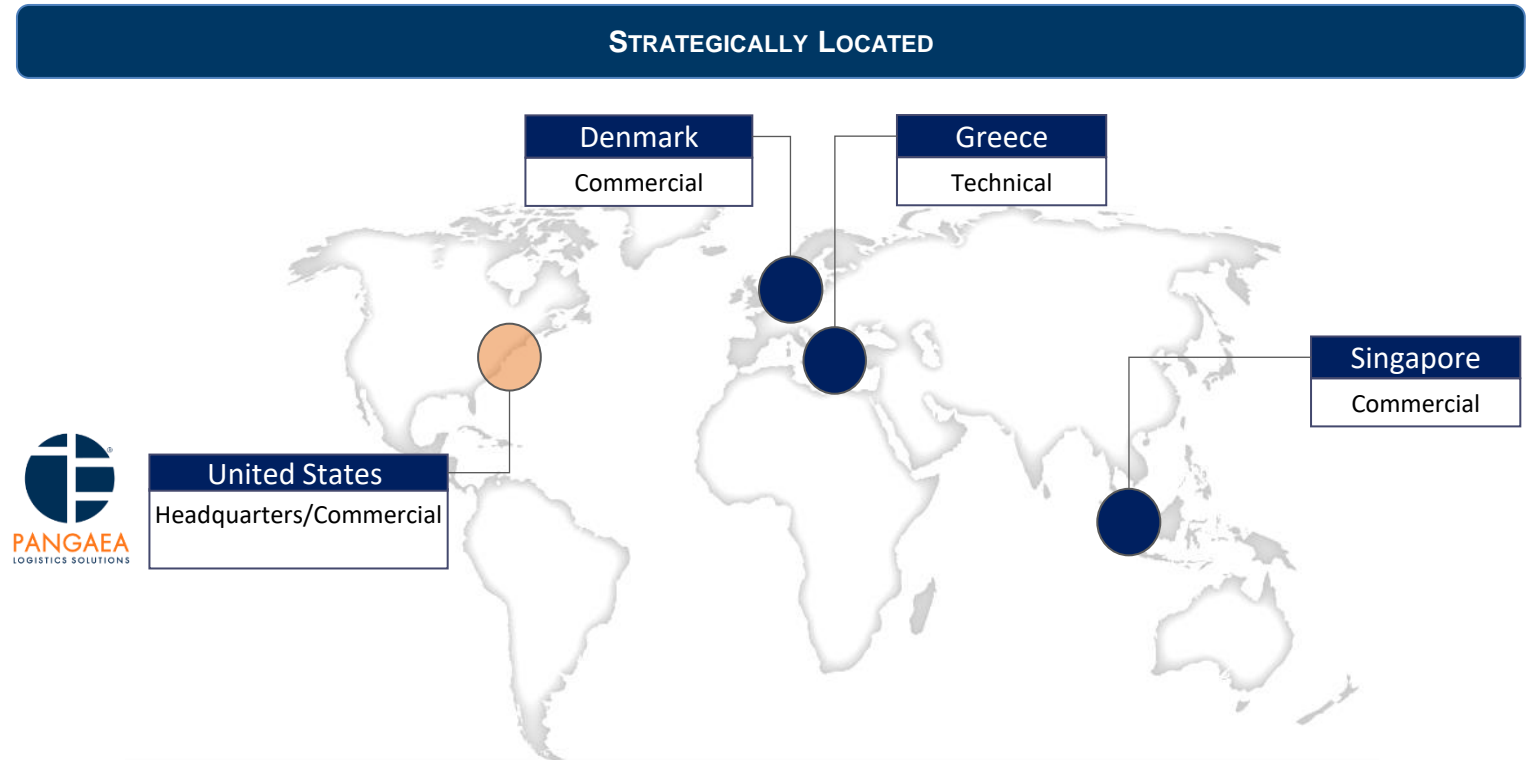 STRATEGICALLY LOCATED
Denmark
Commercial
Greece
Technical
Singapore
Commercial
United States
Headquarters/Commercial
®
PANGAEA
LOGISTICS SOLUTIONS